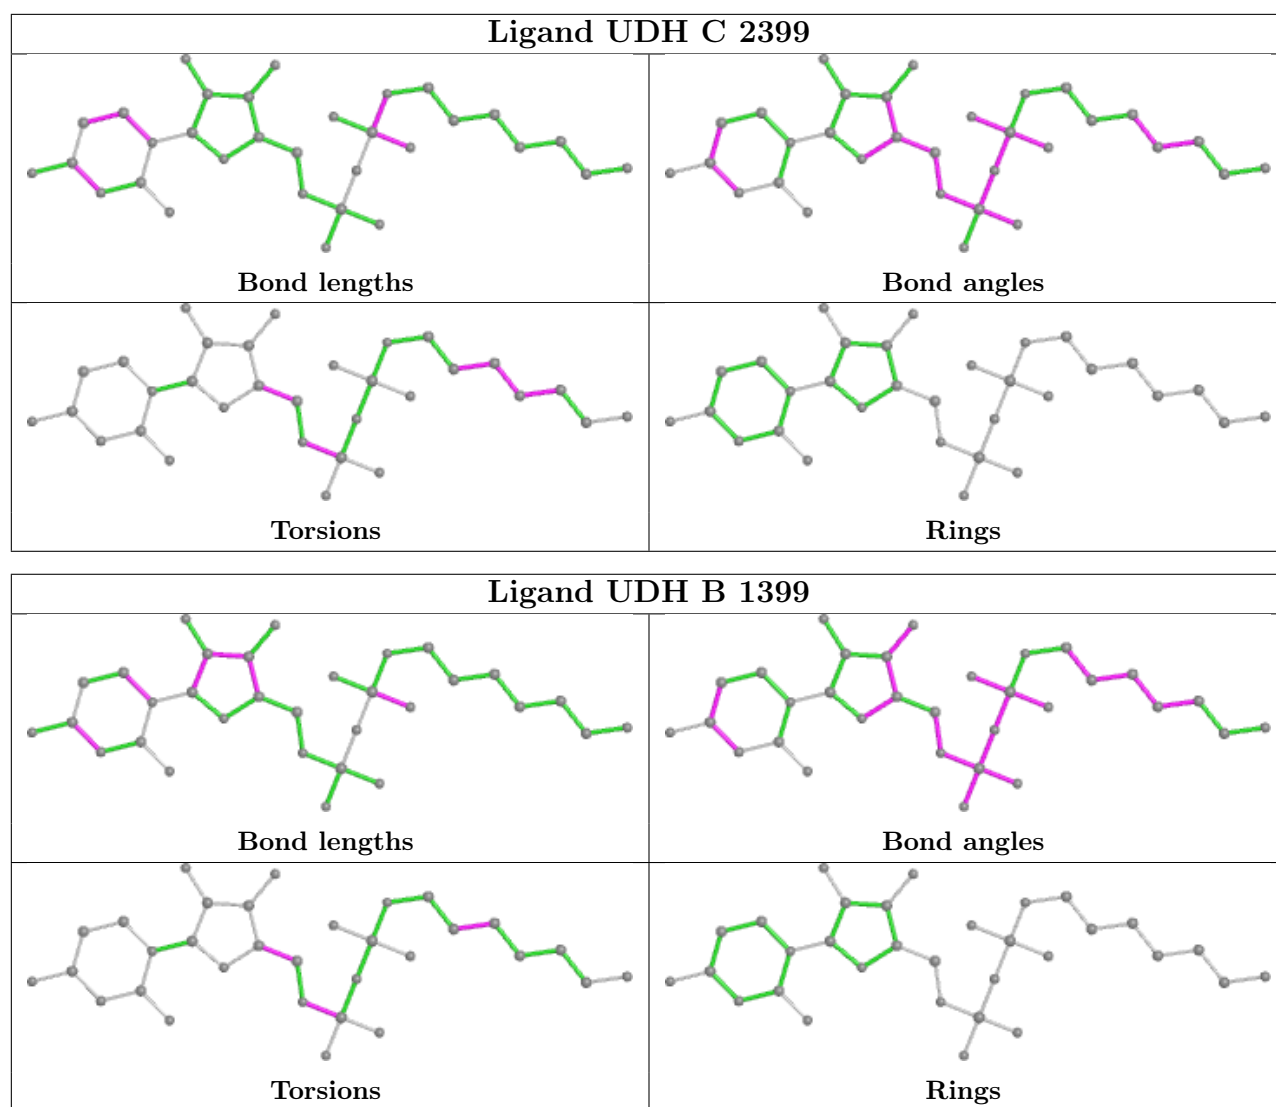 Ligand UDH C 2399
Bond lengths
Bond angles
Torsions
Rings
Ligand UDH B 1399
Bond lengths
Bond angles
Torsions
Rings